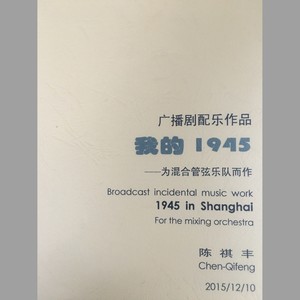 广播剧配乐作品
我的 1945
——为混合管弦乐队而作
Broadcast incidental music work
1945 in Shanghai
For the mixing orchestra
陈祺丰
Chen-Qifeng
2015/12/10